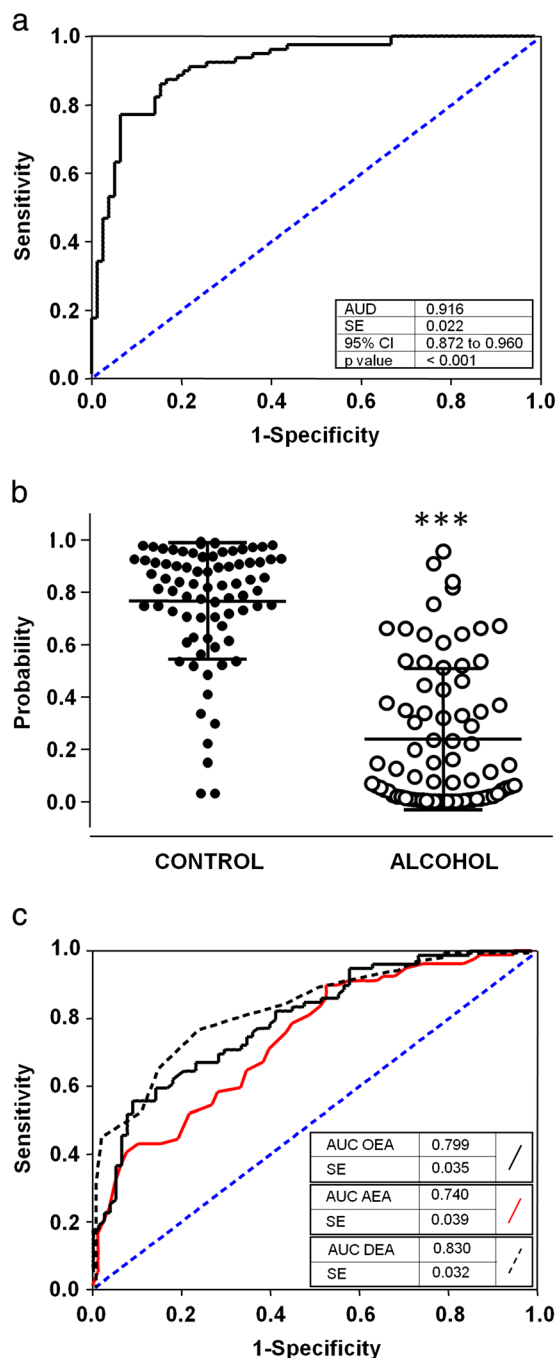 a
1.0
0.8
0.6
0.4
0.2
0.0
Sensitivity
AUD 0.916
SE 0.022
95% CI 0.872 to 0.960
p value < 0.001
0.0 0.2 0.4 0.6 0.8 1.0
1-Specificity
b
***
1.0
0.8
0.6
0.4
0.2
0.0
Probability
CONTROL ALCOHOL
c
1.0
0.8
0.6
0.4
0.2
0.0
Sensitivity
AUC OEA 0.799
SE 0.035
AUC AEA 0.740
SE 0.039
AUC DEA 0.830
SE 0.032
0.0 0.2 0.4 0.6 0.8 1.0
1-Specificity